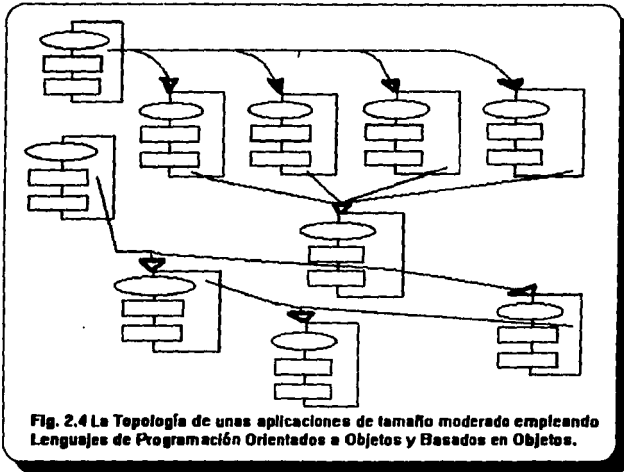 Fig. 2.4 La Topología de unas aplicaciones de tamaño moderado empleando
Lenguajes de Programación Orientados a Objetos y Basados en Objetos.